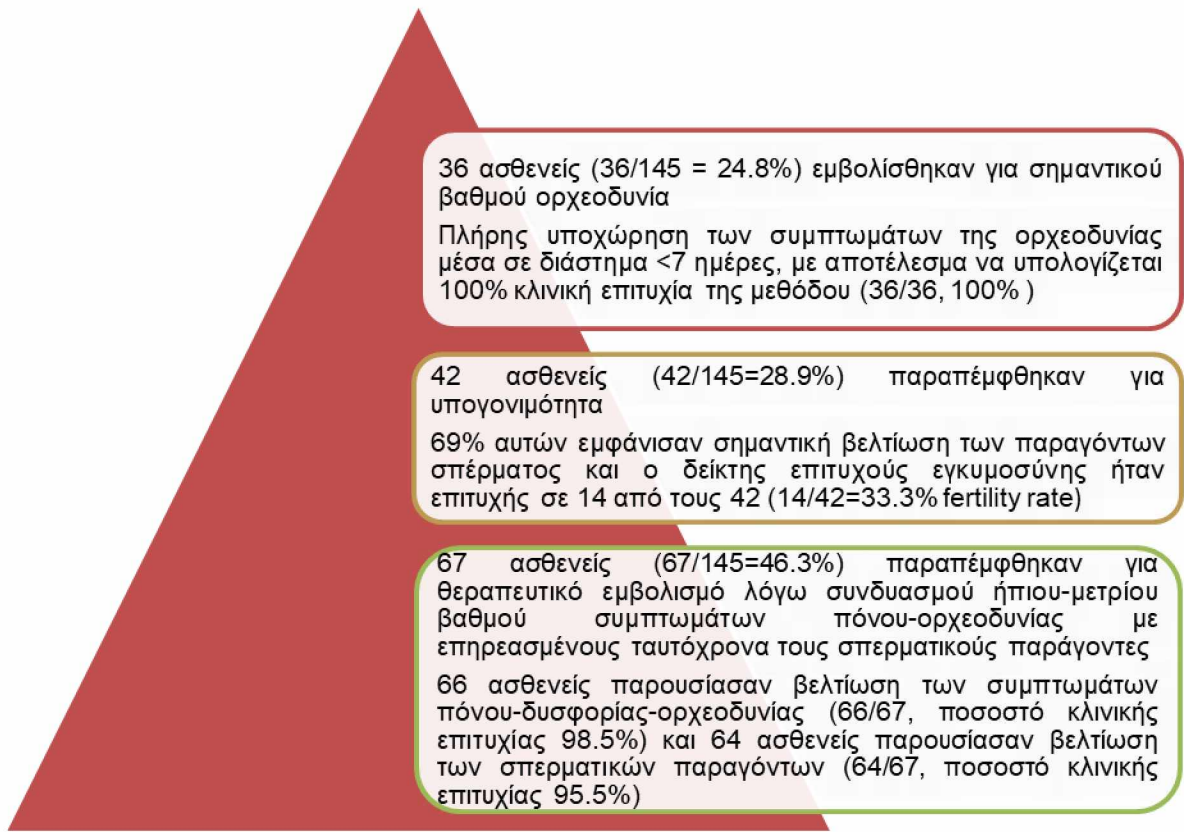 36 ασθενείς (36/145 = 24.8%) εμβολίσθηκαν για σημαντικού
βαθμού ορχεοδυνία
Πλήρης υποχώρηση των συμπτωμάτων της ορχεοδυνίας
μέσα σε διάστημα <7 ημέρες, με αποτέλεσμα να υπολογίζεται
100% κλινική επιτυχία της μεθόδου (36/36, 100% )
42 ασθενείς (42/145=28.9%) παραπέμφθηκαν για
υπογονιμότητα
69% αυτών εμφάνισαν σημαντική βελτίωση των παραγόντων
σπέρματος και ο δείκτης επιτυχούς εγκυμοσύνης ήταν
επιτυχής σε 14 από τους 42 (14/42=33.3% fertility rate)
67 ασθενείς (67/145=46.3%) παραπέμφθηκαν για
θεραπευτικό εμβολισμό λόγω συνδυασμού ήπιου-μετρίου
βαθμού συμπτωμάτων πόνου-ορχεοδυνίας με
επηρεασμένους ταυτόχρονα τους σπερματικούς παράγοντες
66 ασθενείς παρουσίασαν βελτίωση των συμπτωμάτων
πόνου-δυσφορίας-ορχεοδυνίας (66/67, ποσοστό κλινικής
επιτυχίας 98.5%) και 64 ασθενείς παρουσίασαν βελτίωση
των σπερματικών παραγόντων (64/67, ποσοστό κλινικής
επιτυχίας 95.5%)